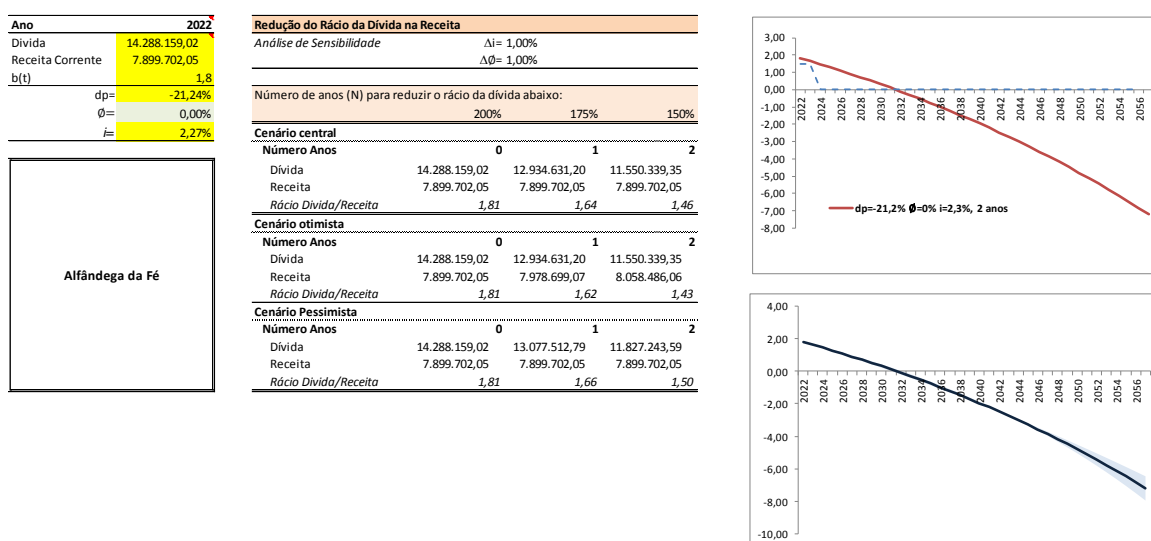 Ano 2022
Divida 14.288.159,02
Receita Corrente 7.899.702,05
b(t) 1,8
dp= -21,24%
Ø= 0,00%
i= 2,27%
Alfândega da Fé
Redução do Rácio da Dívida na Receita
Análise de Sensibilidade Δi= 1,00%
ΔØ= 1,00%
Número de anos (N) para reduzir o rácio da dívida abaixo:
200% 175% 150%
Cenário central
Número Anos 0 1 2
Dívida 14.288.159,02 12.934.631,20 11.550.339,35
Receita 7.899.702,05 7.899.702,05 7.899.702,05
Rácio Divida/Receita 1,81 1,64 1,46
Cenário otimista
Número Anos 0 1 2
Dívida 14.288.159,02 12.934.631,20 11.550.339,35
Receita 7.899.702,05 7.978.699,07 8.058.486,06
Rácio Divida/Receita 1,81 1,62 1,43
Cenário Pessimista
Número Anos 0 1 2
Dívida 14.288.159,02 13.077.512,79 11.827.243,59
Receita 7.899.702,05 7.899.702,05 7.899.702,05
Rácio Divida/Receita 1,81 1,66 1,50
3,00
2,00
1,00
0,00
-1,00
-2,00
-3,00
-4,00
-5,00
-6,00
-7,00
-8,00
2022 2024 2026 2028 2030 2032 2034 2036 2038 2040 2042 2044 2046 2048 2050 2052 2054 2056
dp=-21,2% Ø=0% i=2,3%, 2 anos
4,00
2,00
0,00
-2,00
-4,00
-6,00
-8,00
-10,00
2022 2024 2026 2028 2030 2032 2034 2036 2038 2040 2042 2044 2046 2048 2050 2052 2054 2056